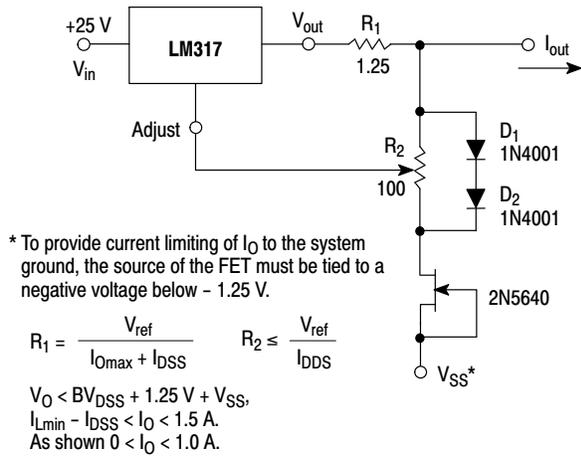 +25 V
V_in
LM317
V_out
R_1
1.25
I_out
Adjust
R_2
100
D_1
1N4001
D_2
1N4001
2N5640
V_SS*
* To provide current limiting of I_O to the system
ground, the source of the FET must be tied to a
negative voltage below – 1.25 V.
R_1 = V_ref / (I_Omax + I_DSS)
R_2 ≤ V_ref / I_DDS
V_O < BV_DSS + 1.25 V + V_SS,
I_Lmin – I_DSS < I_O < 1.5 A.
As shown 0 < I_O < 1.0 A.